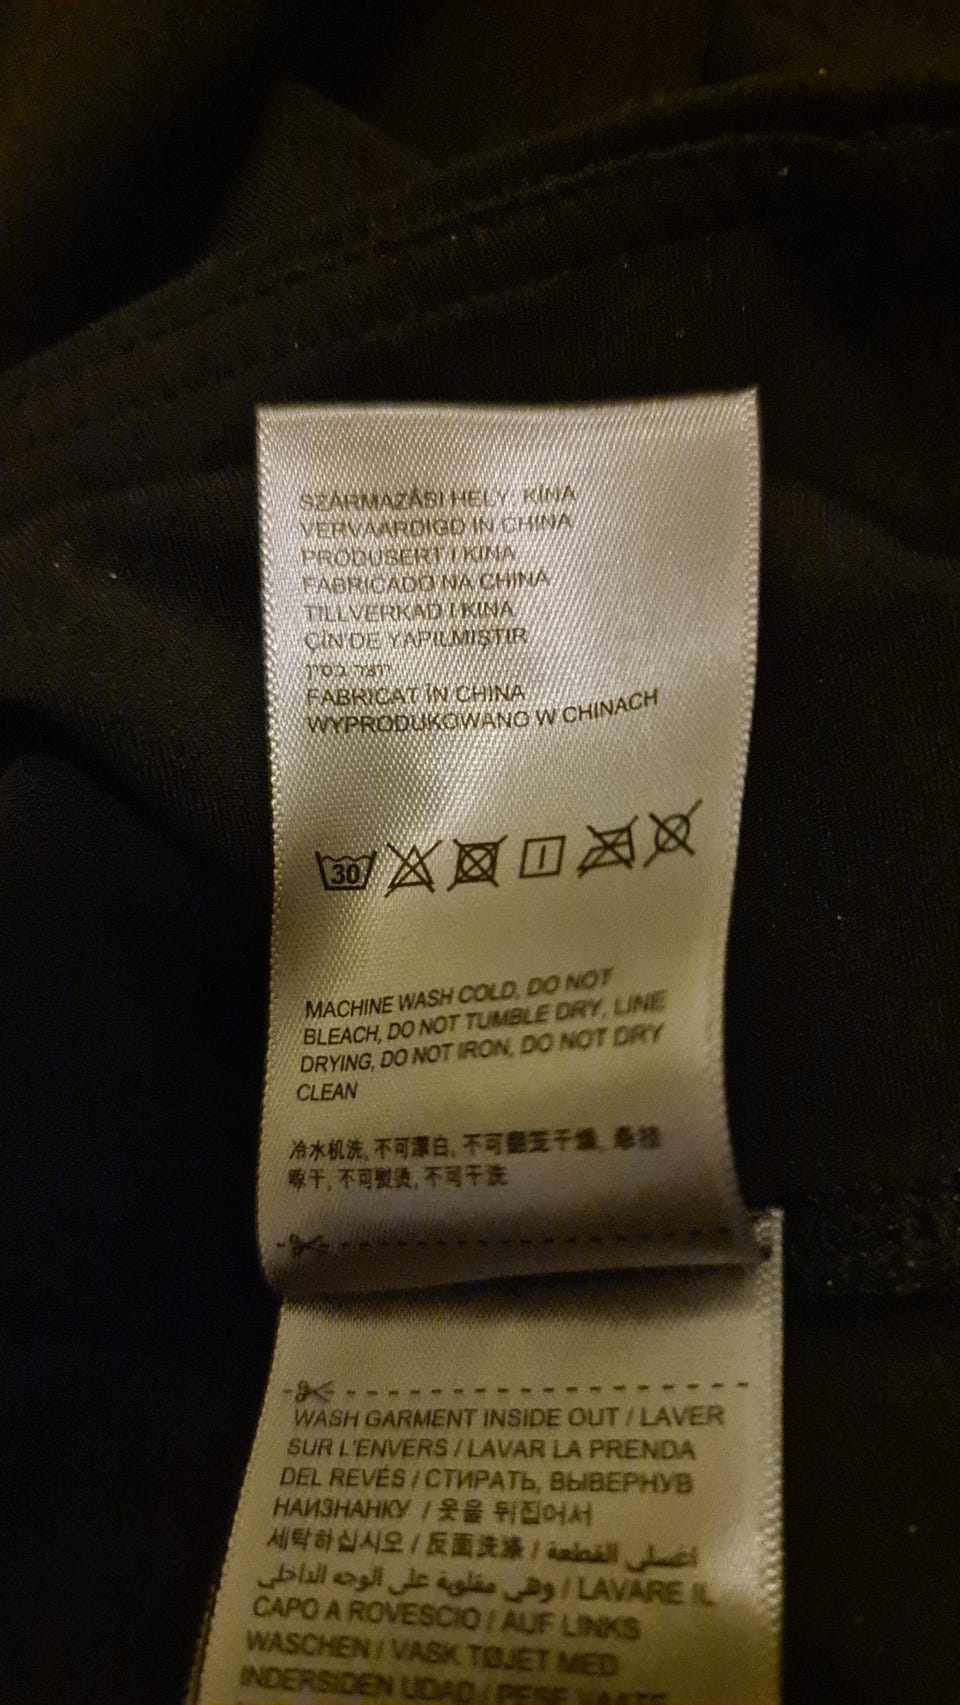 SZÁRMAZÁSI HELY: KÍNA
VERVAARDIGD IN CHINA
PRODUSERT I KINA
FABRICADO NA CHINA
TILLVERKAD I KINA
ÇİN'DE YAPILMIŞTIR
יוצר בסין
FABRICAT ÎN CHINA
WYPRODUKOWANO W CHINACH
30
MACHINE WASH COLD, DO NOT
BLEACH, DO NOT TUMBLE DRY, LINE
DRYING, DO NOT IRON, DO NOT DRY
CLEAN
冷水机洗, 不可漂白, 不可翻笼干燥, 悬挂
晾干, 不可熨烫, 不可干洗
WASH GARMENT INSIDE OUT / LAVER
SUR L'ENVERS / LAVAR LA PRENDA
DEL REVÉS / СТИРАТЬ, ВЫВЕРНУВ
НАИЗНАНКУ / 옷을 뒤집어서
세탁하십시오 / 反面洗涤 / اغسلي القطعة
وهي مقلوبة على الوجه الداخلي / LAVARE IL
CAPO A ROVESCIO / AUF LINKS
WASCHEN / VASK TØJET MED
INDERSIDEN UDAD / PESE VAATE